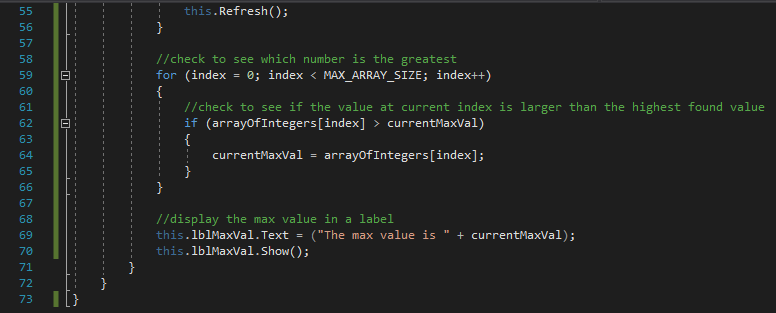 55 this.Refresh();
56 }
57
58 //check to see which number is the greatest
59 for (index = 0; index < MAX_ARRAY_SIZE; index++)
60 {
61 //check to see if the value at current index is larger than the highest found value
62 if (arrayOfIntegers[index] > currentMaxVal)
63 {
64 currentMaxVal = arrayOfIntegers[index];
65 }
66 }
67
68 //display the max value in a label
69 this.lblMaxVal.Text = ("The max value is " + currentMaxVal);
70 this.lblMaxVal.Show();
71 }
72 }
73 }